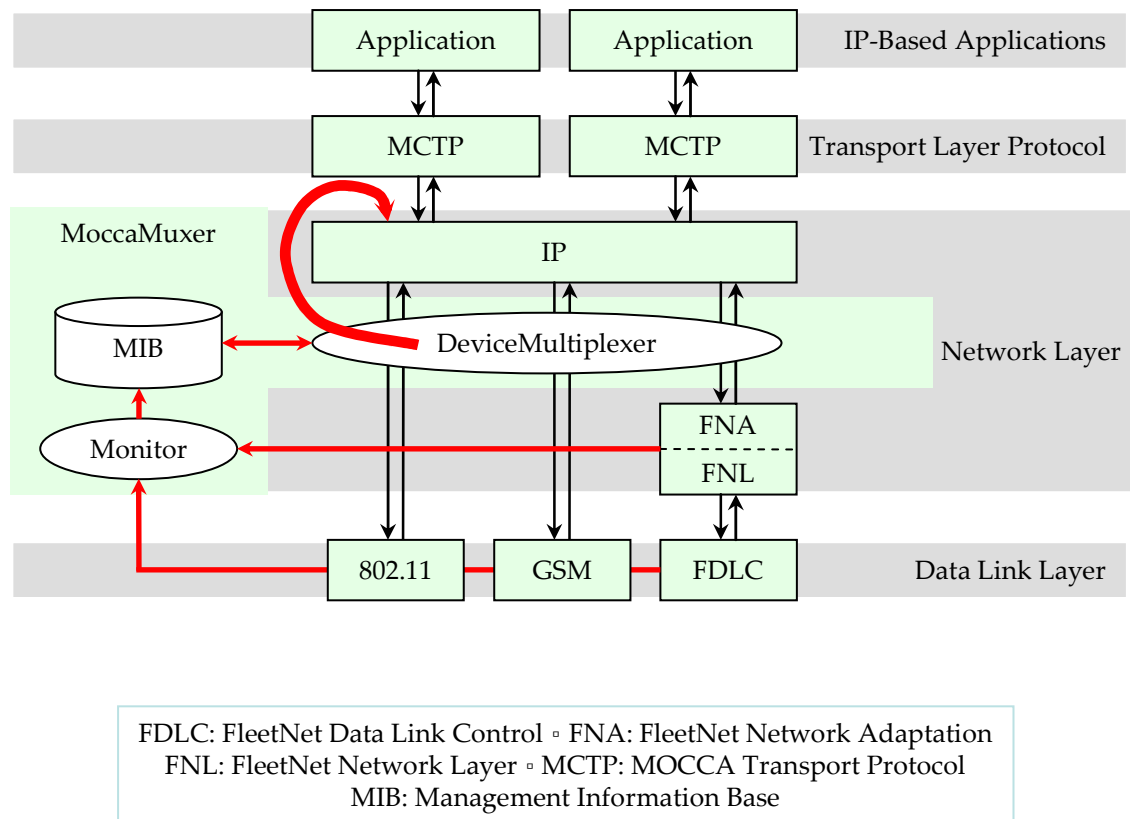 Application
Application
IP-Based Applications
MCTP
MCTP
Transport Layer Protocol
MoccaMuxer
IP
MIB
DeviceMultiplexer
Network Layer
FNA
Monitor
FNL
802.11
GSM
FDLC
Data Link Layer
FDLC: FleetNet Data Link Control ▫ FNA: FleetNet Network Adaptation
FNL: FleetNet Network Layer ▫ MCTP: MOCCA Transport Protocol
MIB: Management Information Base